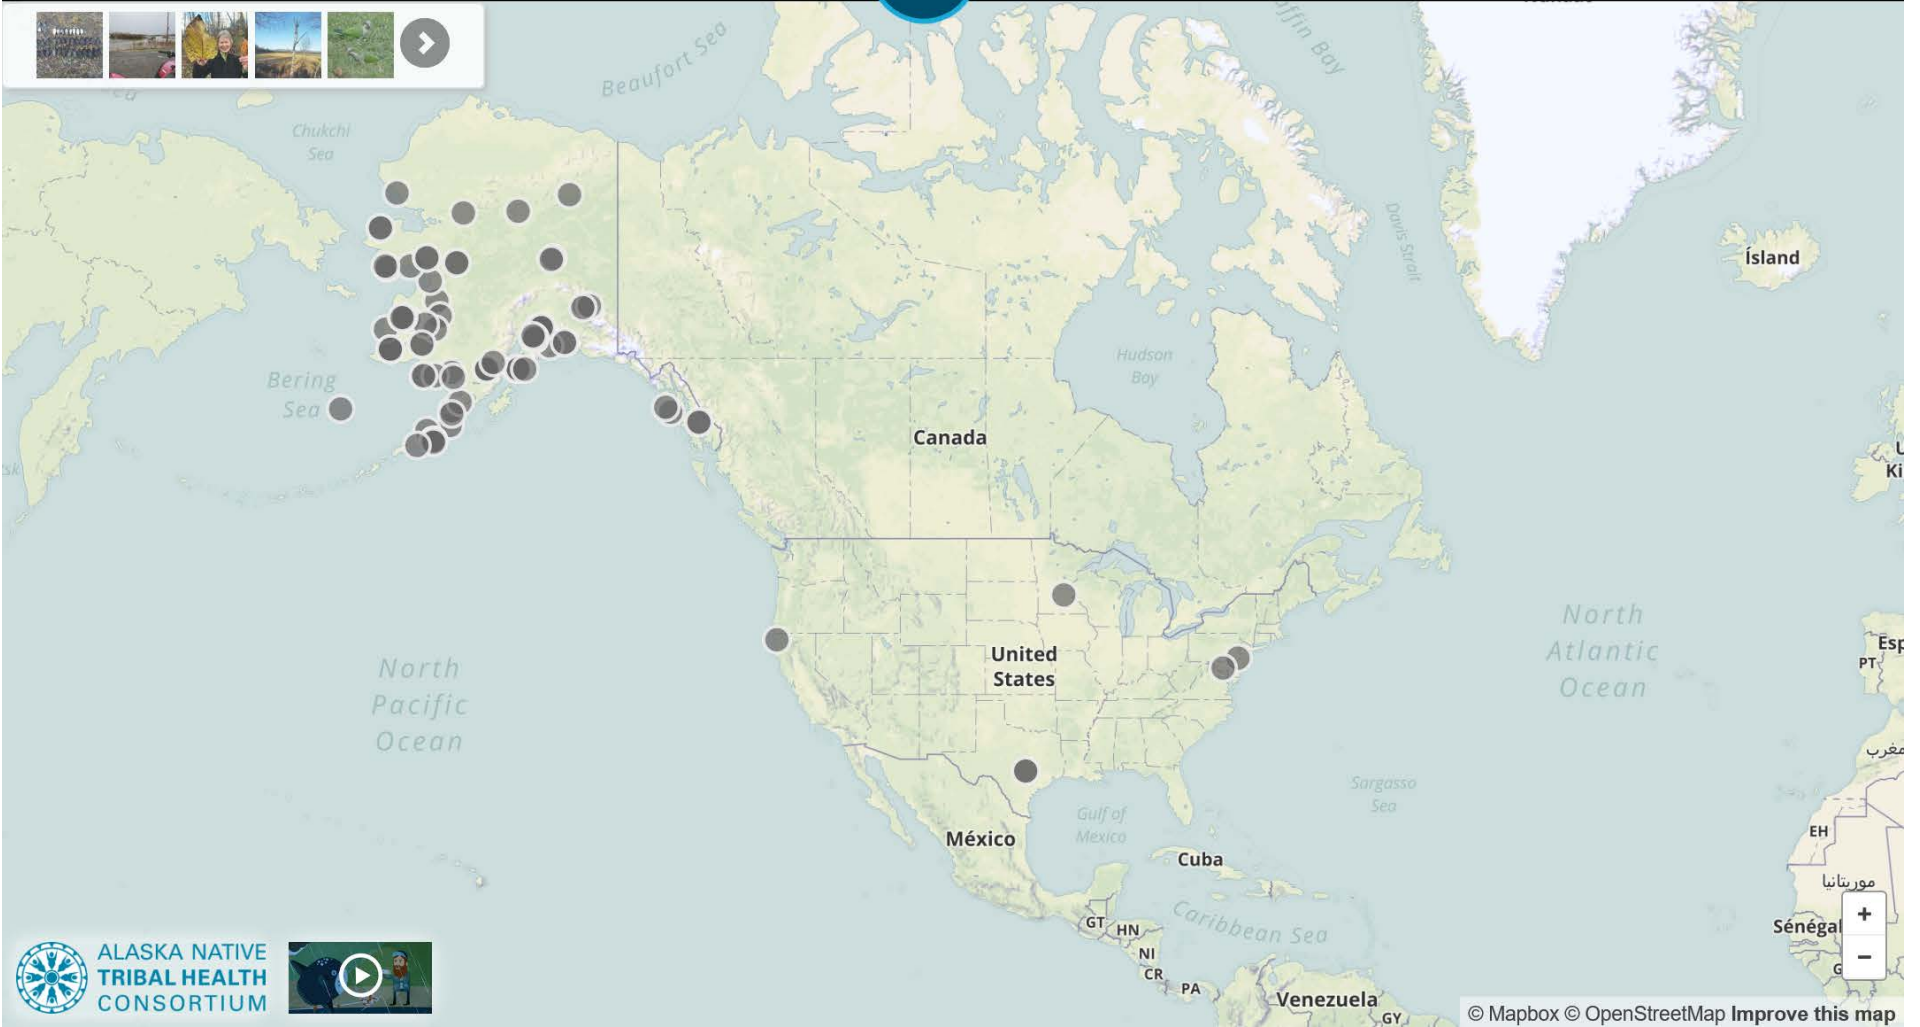 Beaufort Sea
Baffin Bay
Chukchi
Sea
Davis Strait
Ísland
Hudson
Bay
Bering
Sea
Canada
North
Pacific
Ocean
United
States
North
Atlantic
Ocean
PT
Esp
مغرب
Sargasso
Sea
Gulf of
Mexico
México
Cuba
EH
موريتانيا
Caribbean Sea
GT
HN
NI
CR
PA
Sénégal
Venezuela
GY
+
−
ALASKA NATIVE
TRIBAL HEALTH
CONSORTIUM
© Mapbox © OpenStreetMap Improve this map